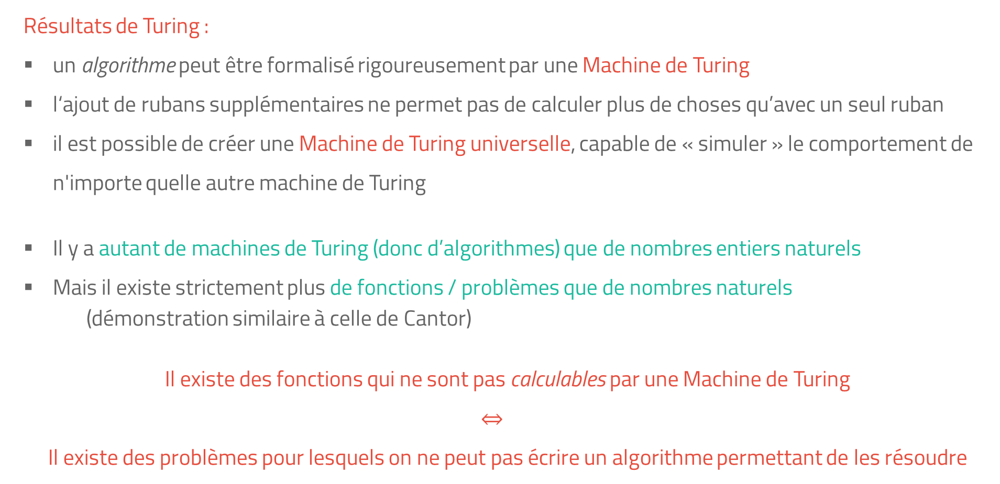 Résultats de Turing :
▪ un algorithme peut être formalisé rigoureusement par une Machine de Turing
▪ l‘ajout de rubans supplémentaires ne permet pas de calculer plus de choses qu’avec un seul ruban
▪ il est possible de créer une Machine de Turing universelle, capable de « simuler » le comportement de
n'importe quelle autre machine de Turing
▪ Il y a autant de machines de Turing (donc d’algorithmes) que de nombres entiers naturels
▪ Mais il existe strictement plus de fonctions / problèmes que de nombres naturels
(démonstration similaire à celle de Cantor)
Il existe des fonctions qui ne sont pas calculables par une Machine de Turing
⇔
Il existe des problèmes pour lesquels on ne peut pas écrire un algorithme permettant de les résoudre